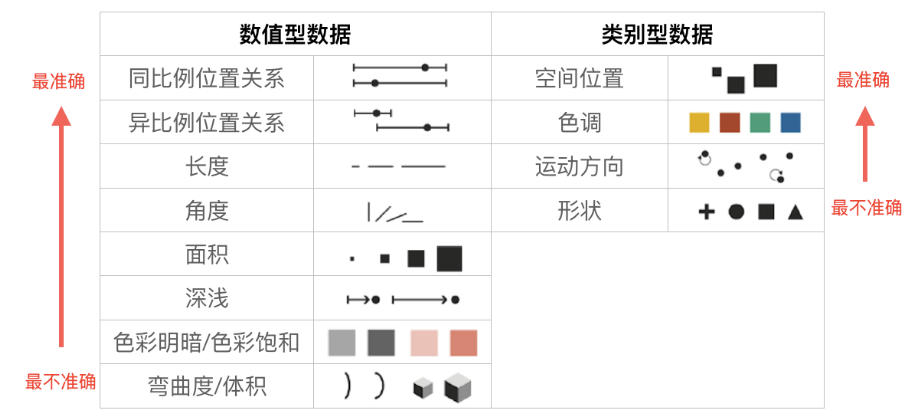 数值型数据
类别型数据
最准确
同比例位置关系
空间位置
最准确
异比例位置关系
色调
长度
运动方向
角度
形状
最不准确
面积
深浅
色彩明暗/色彩饱和
最不准确
弯曲度/体积